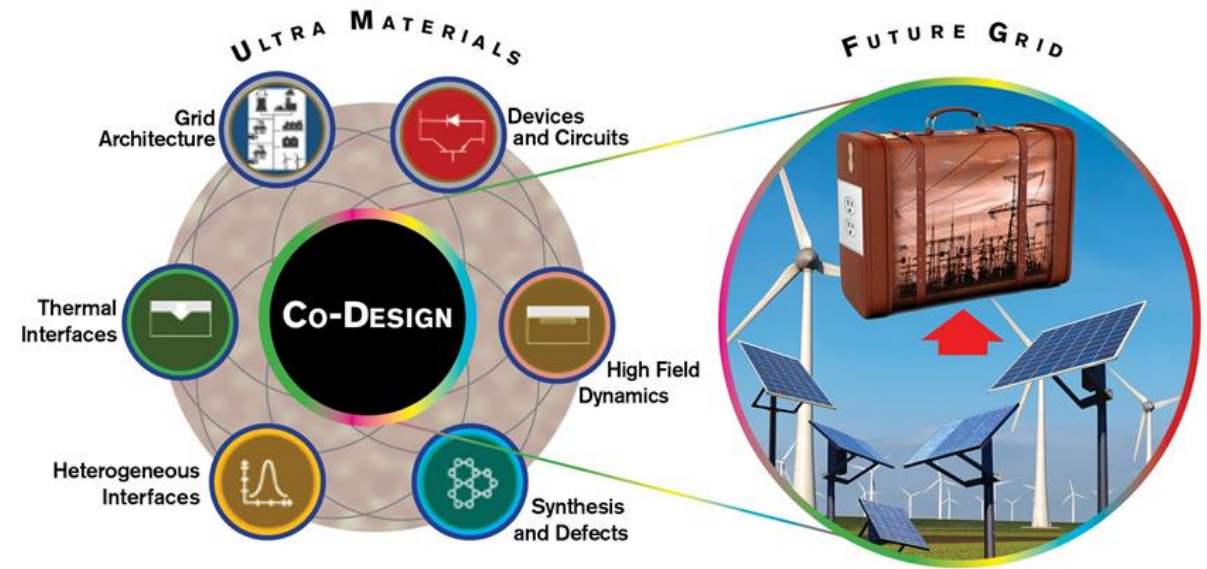 ULTRA MATERIALS
FUTURE GRID
Grid
Architecture
Devices
and Circuits
Thermal
Interfaces
CO-DESIGN
High Field
Dynamics
Heterogeneous
Interfaces
Synthesis
and Defects